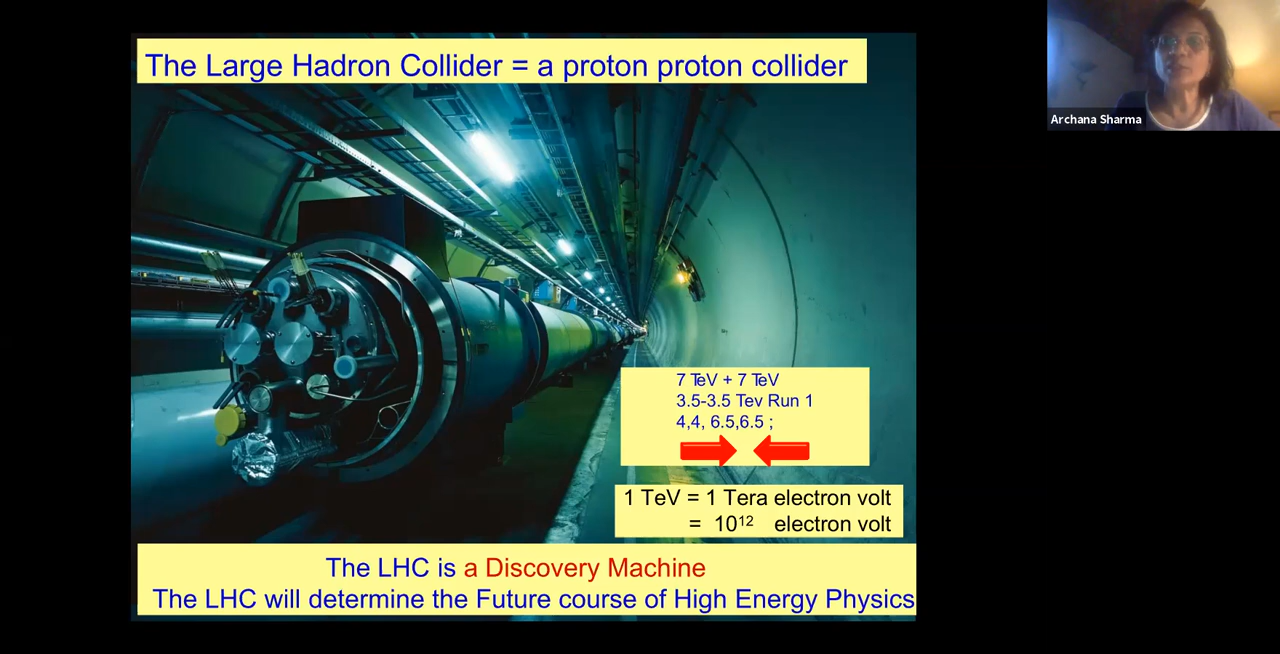 The Large Hadron Collider = a proton proton collider
Archana Sharma
7 TeV + 7 TeV
3.5-3.5 Tev Run 1
4,4, 6.5,6.5 ;
1 TeV = 1 Tera electron volt
= 10¹² electron volt
The LHC is a Discovery Machine
The LHC will determine the Future course of High Energy Physics